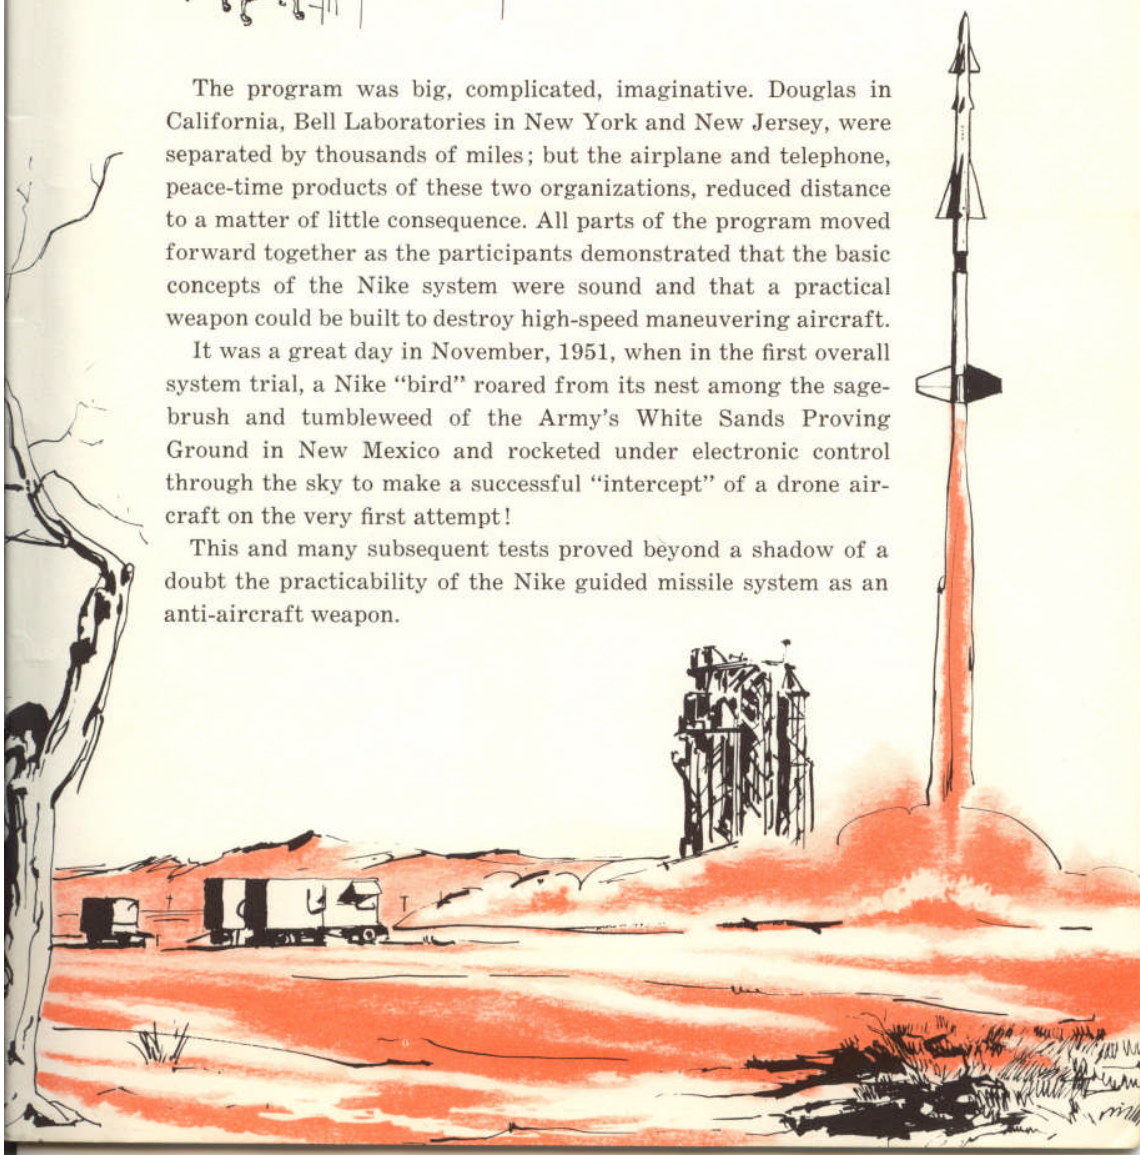 The program was big, complicated, imaginative. Douglas in
California, Bell Laboratories in New York and New Jersey, were
separated by thousands of miles; but the airplane and telephone,
peace-time products of these two organizations, reduced distance
to a matter of little consequence. All parts of the program moved
forward together as the participants demonstrated that the basic
concepts of the Nike system were sound and that a practical
weapon could be built to destroy high-speed maneuvering aircraft.
It was a great day in November, 1951, when in the first overall
system trial, a Nike “bird” roared from its nest among the sage-
brush and tumbleweed of the Army’s White Sands Proving
Ground in New Mexico and rocketed under electronic control
through the sky to make a successful “intercept” of a drone air-
craft on the very first attempt!
This and many subsequent tests proved beyond a shadow of a
doubt the practicability of the Nike guided missile system as an
anti-aircraft weapon.